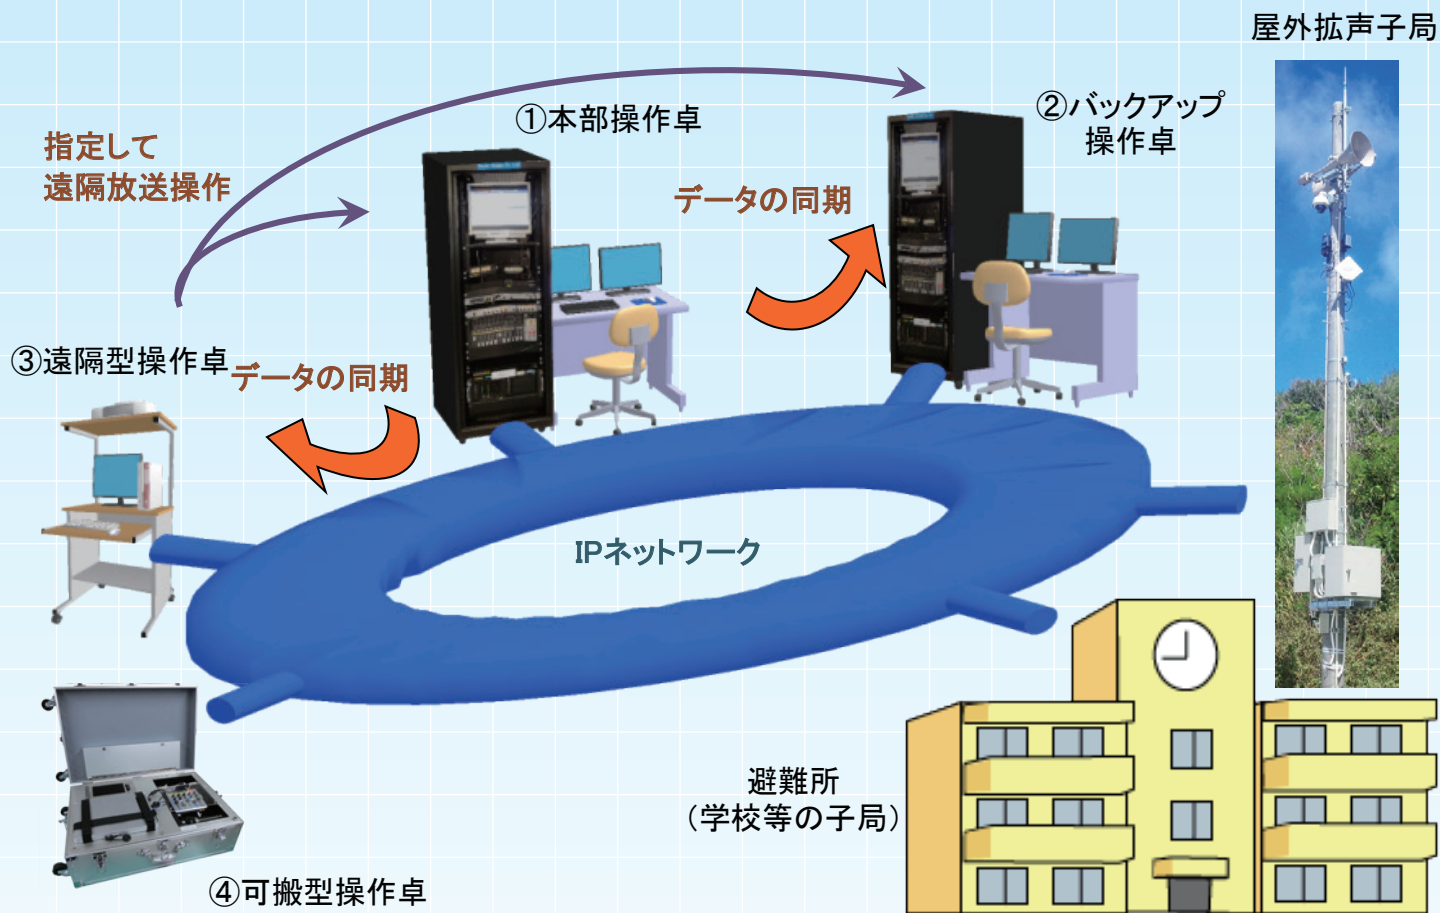 屋外拡声子局
①本部操作卓
②バックアップ
操作卓
指定して
遠隔放送操作
データの同期
③遠隔型操作卓
データの同期
IPネットワーク
避難所
（学校等の子局）
④可搬型操作卓